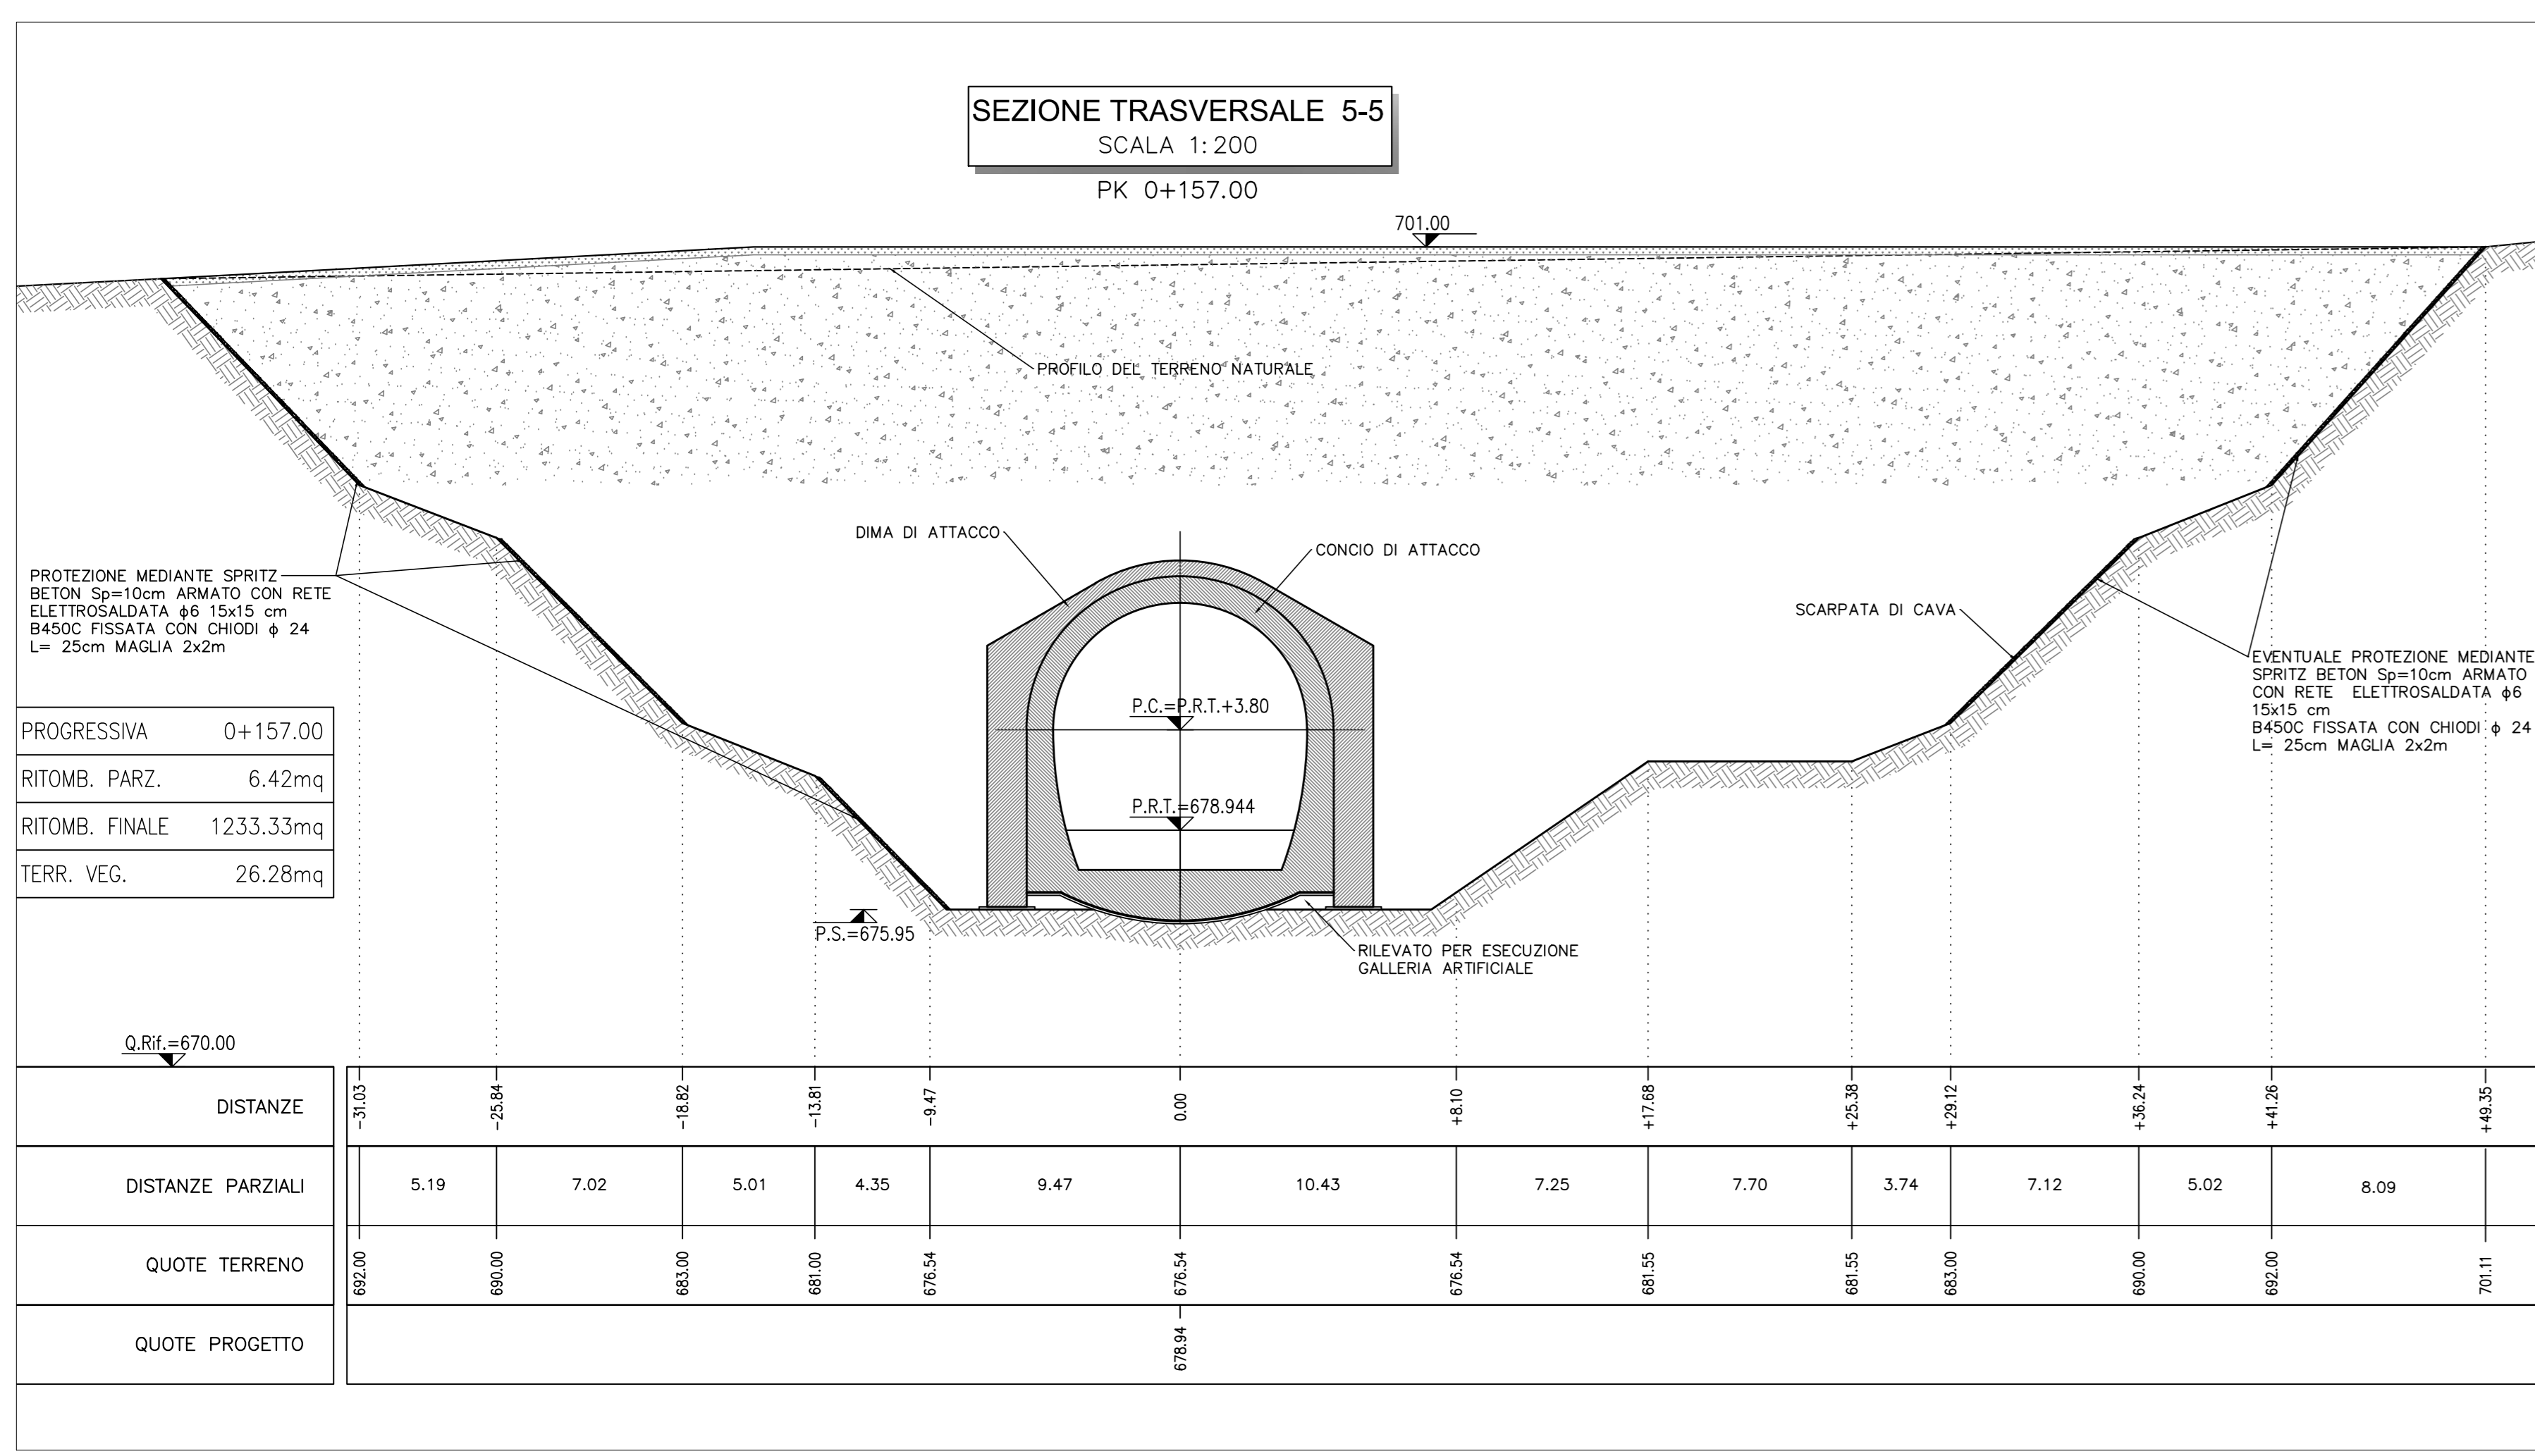 SEZIONE TRASVERSALE 5-5
SCALA 1:200
PK 0+157.00
701.00
PROFILO DEL TERRENO NATURALE
DIMA DI ATTACCO
CONCIO DI ATTACCO
PROTEZIONE MEDIANTE SPRITZ
BETON Sp=10cm ARMATO CON RETE
ELETTROSALDATA ϕ6 15x15 cm
B450C FISSATA CON CHIODI ϕ 24
L= 25cm MAGLIA 2x2m
SCARPATA DI CAVA
EVENTUALE PROTEZIONE MEDIANTE
SPRITZ BETON Sp=10cm ARMATO
CON RETE ELETTROSALDATA ϕ6
15x15 cm
B450C FISSATA CON CHIODI ϕ 24
L= 25cm MAGLIA 2x2m
P.C.=P.R.T.+3.80
P.R.T.=678.944
PROGRESSIVA 0+157.00
RITOMB. PARZ. 6.42mq
RITOMB. FINALE 1233.33mq
TERR. VEG. 26.28mq
P.S.=675.95
RILEVATO PER ESECUZIONE
GALLERIA ARTIFICIALE
Q.Rif.=670.00
DISTANZE -31.03 -25.84 -18.82 -13.81 -9.47 0.00 +8.10 +17.68 +25.38 +29.12 +36.24 +41.26 +49.35
DISTANZE PARZIALI 5.19 7.02 5.01 4.35 9.47 10.43 7.25 7.70 3.74 7.12 5.02 8.09
QUOTE TERRENO 692.00 690.00 683.00 681.00 676.54 676.54 676.54 681.55 681.55 683.00 690.00 692.00 701.11
QUOTE PROGETTO 678.94